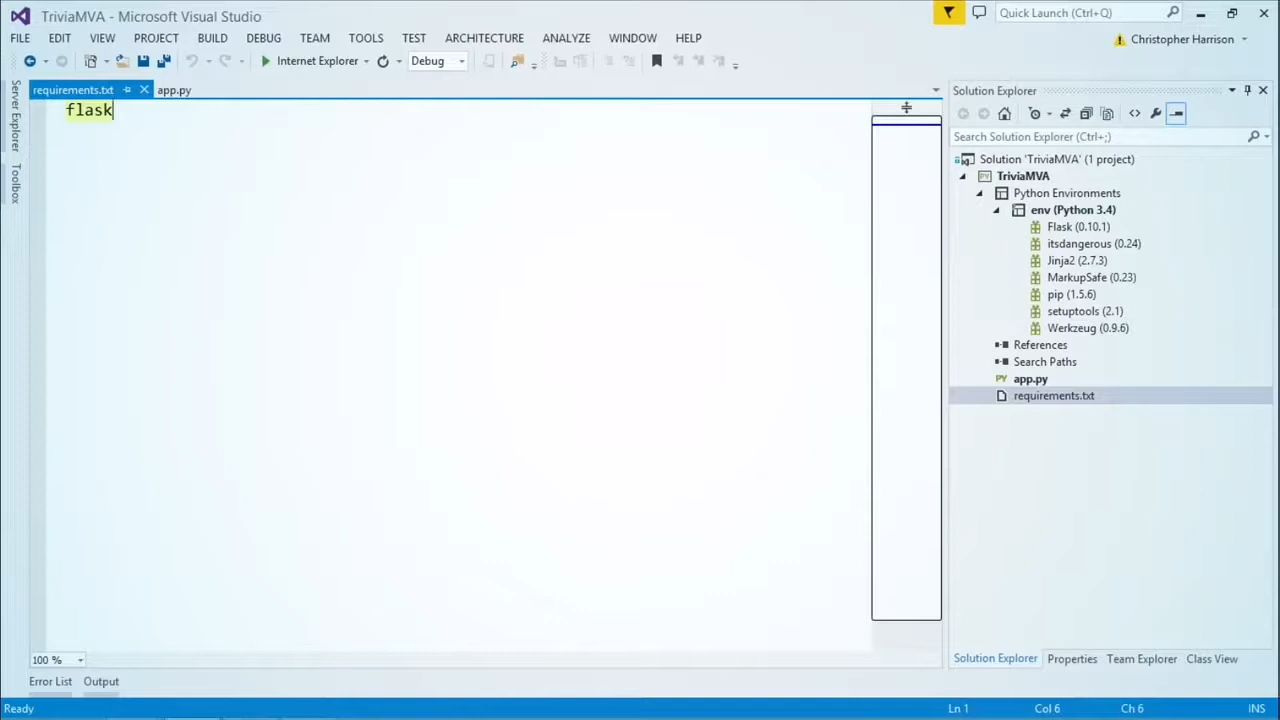 TriviaMVA - Microsoft Visual Studio
Quick Launch (Ctrl+Q)
FILE EDIT VIEW PROJECT BUILD DEBUG TEAM TOOLS TEST ARCHITECTURE ANALYZE WINDOW HELP
Christopher Harrison
Internet Explorer
Debug
Server Explorer
Toolbox
requirements.txt
app.py
flask
Solution Explorer
Search Solution Explorer (Ctrl+;)
Solution 'TriviaMVA' (1 project)
PY TriviaMVA
Python Environments
env (Python 3.4)
Flask (0.10.1)
itsdangerous (0.24)
Jinja2 (2.7.3)
MarkupSafe (0.23)
pip (1.5.6)
setuptools (2.1)
Werkzeug (0.9.6)
References
Search Paths
PY app.py
requirements.txt
100 %
Solution Explorer Properties Team Explorer Class View
Error List Output
Ready Ln 1 Col 6 Ch 6 INS